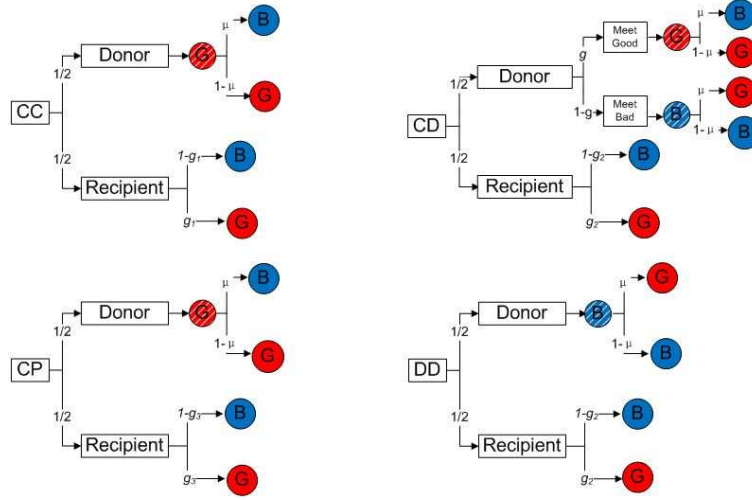 CC
1/2
Donor
G
μ
B
1-μ
G
1/2
Recipient
1-g₁
B
g₁
G
CD
1/2
Donor
g
Meet
Good
G
μ
B
1-μ
G
1-g
Meet
Bad
B
μ
G
1-μ
B
1/2
Recipient
1-g₂
B
g₂
G
CP
1/2
Donor
G
μ
B
1-μ
G
1/2
Recipient
1-g₃
B
g₃
G
DD
1/2
Donor
B
μ
G
1-μ
B
1/2
Recipient
1-g₂
B
g₂
G